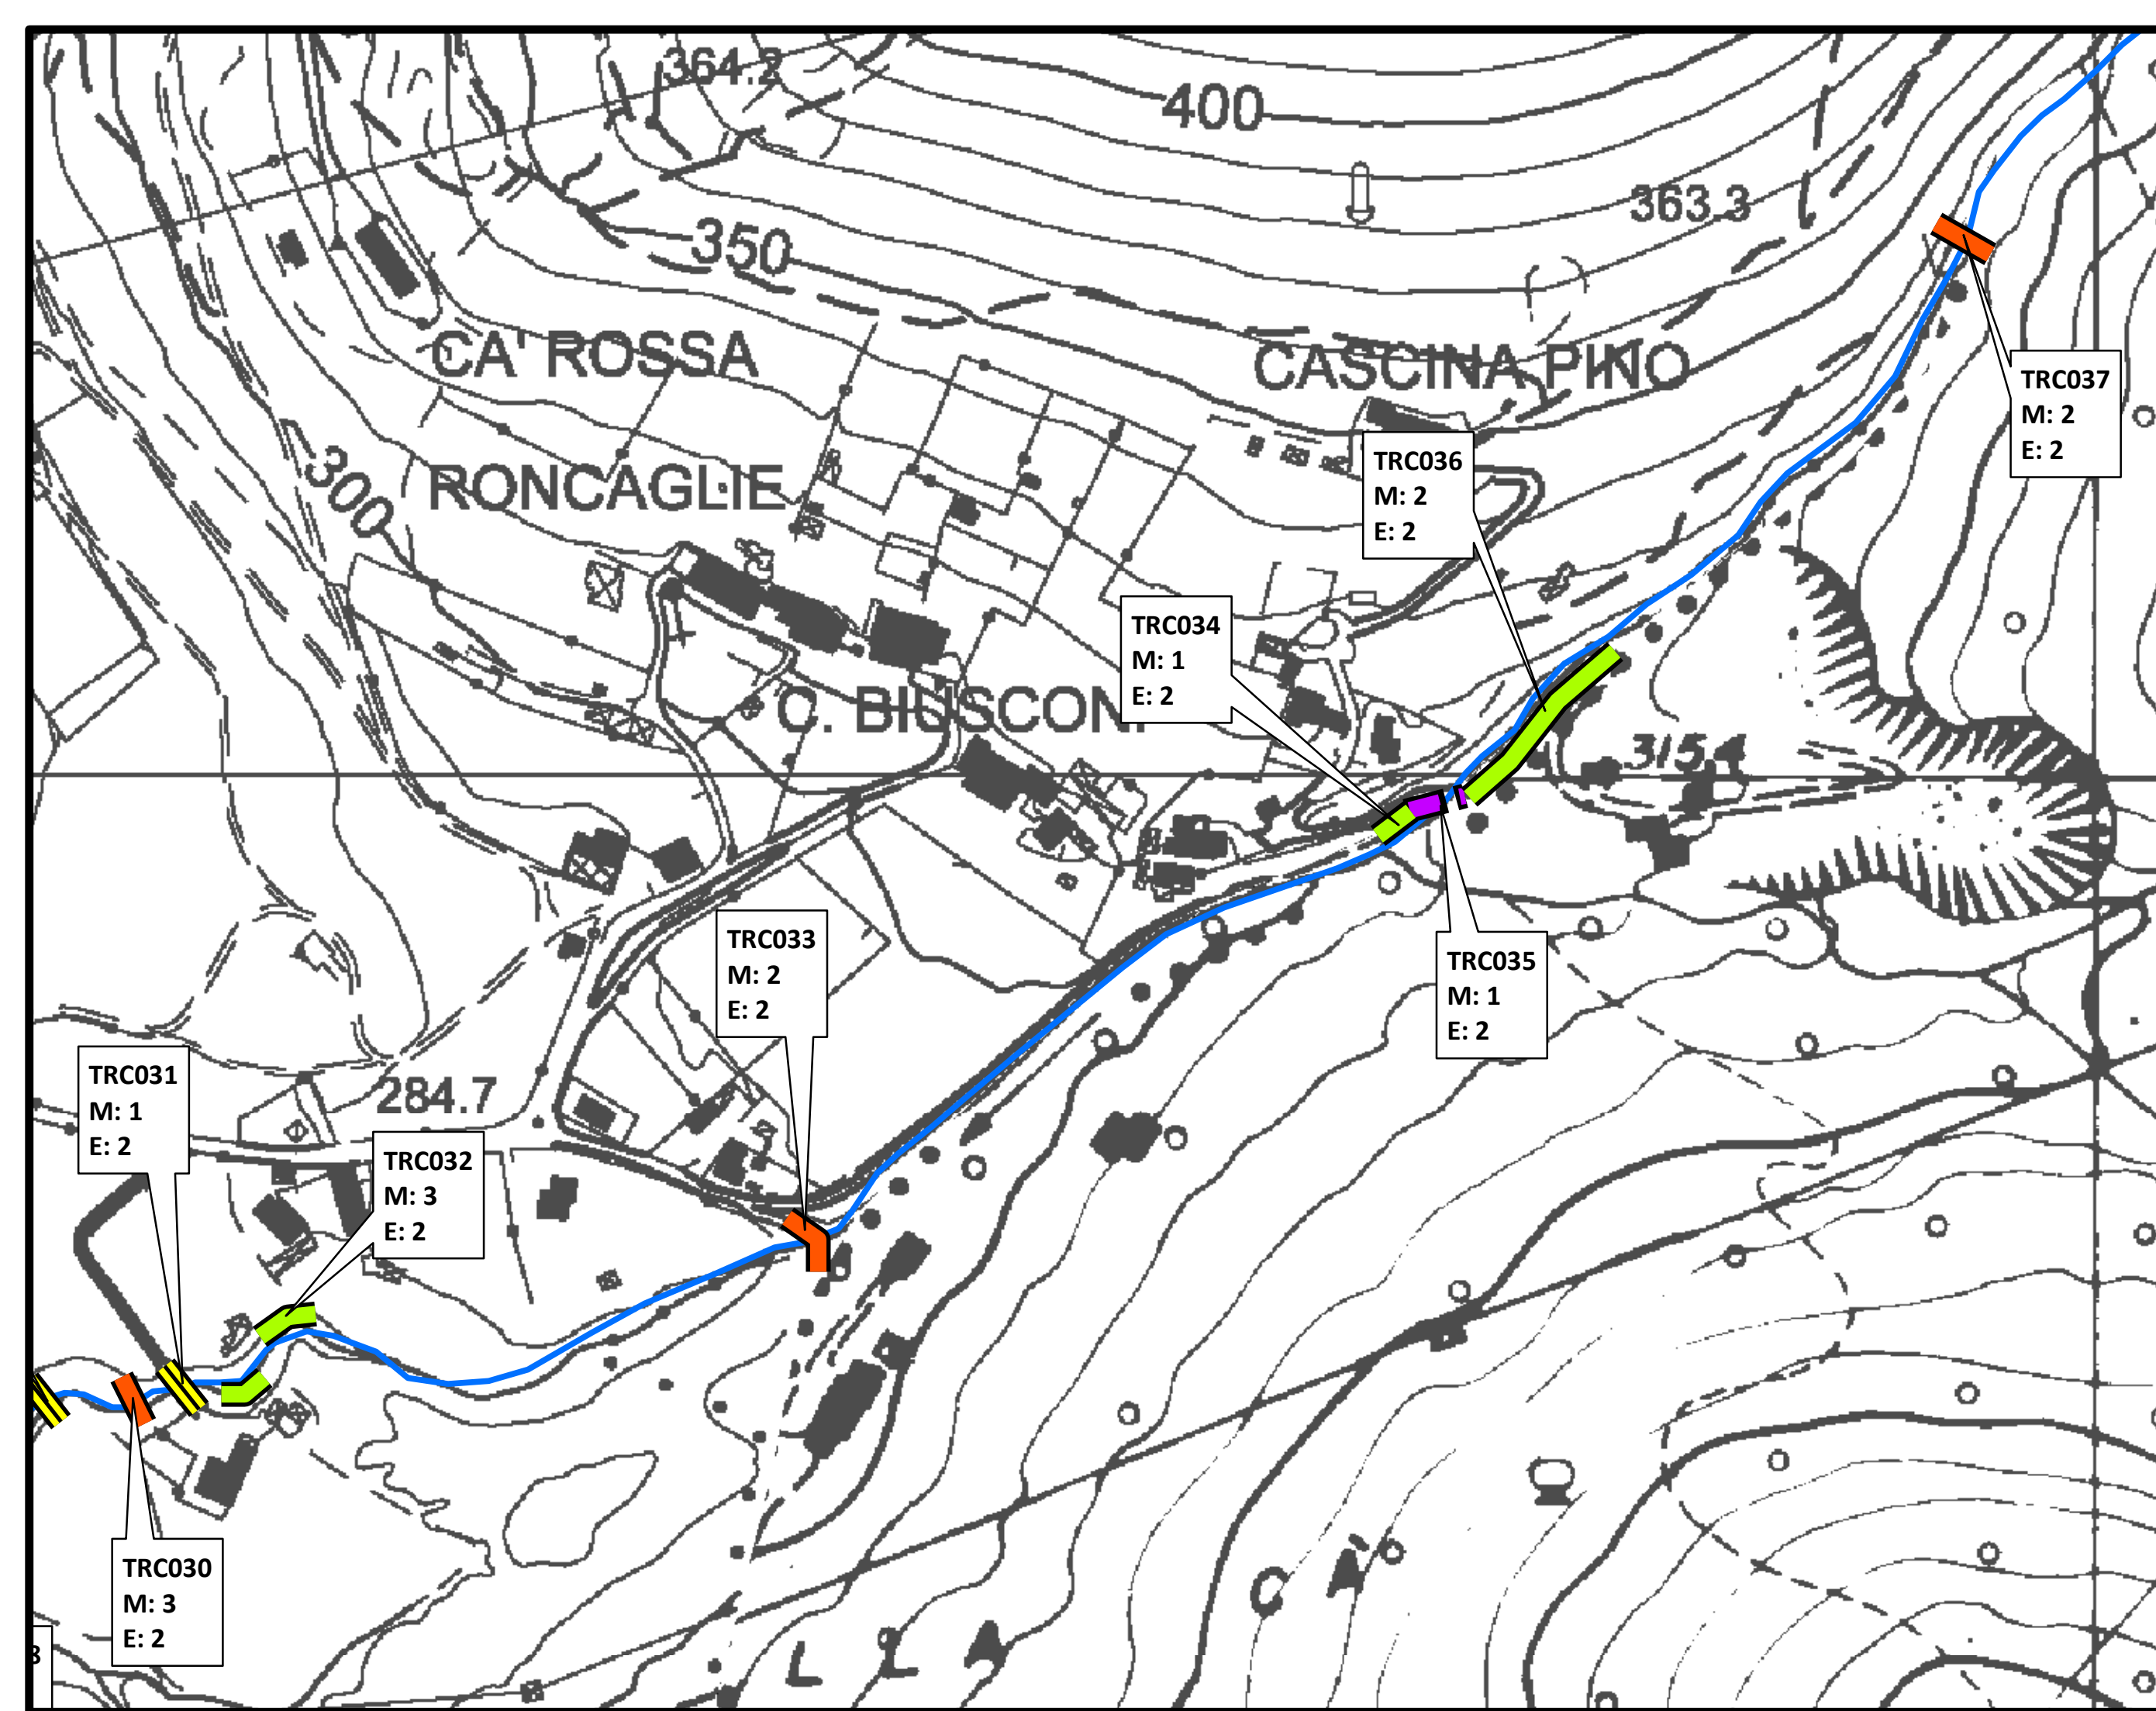 364.2
400
363.3
350
CA' ROSSA
CASCINA PINO
TRC037
M: 2
E: 2
TRC036
M: 2
E: 2
300
RONCAGLIE
TRC034
M: 1
E: 2
C. BIUSCONI
315.4
TRC033
M: 2
E: 2
TRC035
M: 1
E: 2
TRC031
M: 1
E: 2
284.7
TRC032
M: 3
E: 2
TRC030
M: 3
E: 2
C A'
L L A